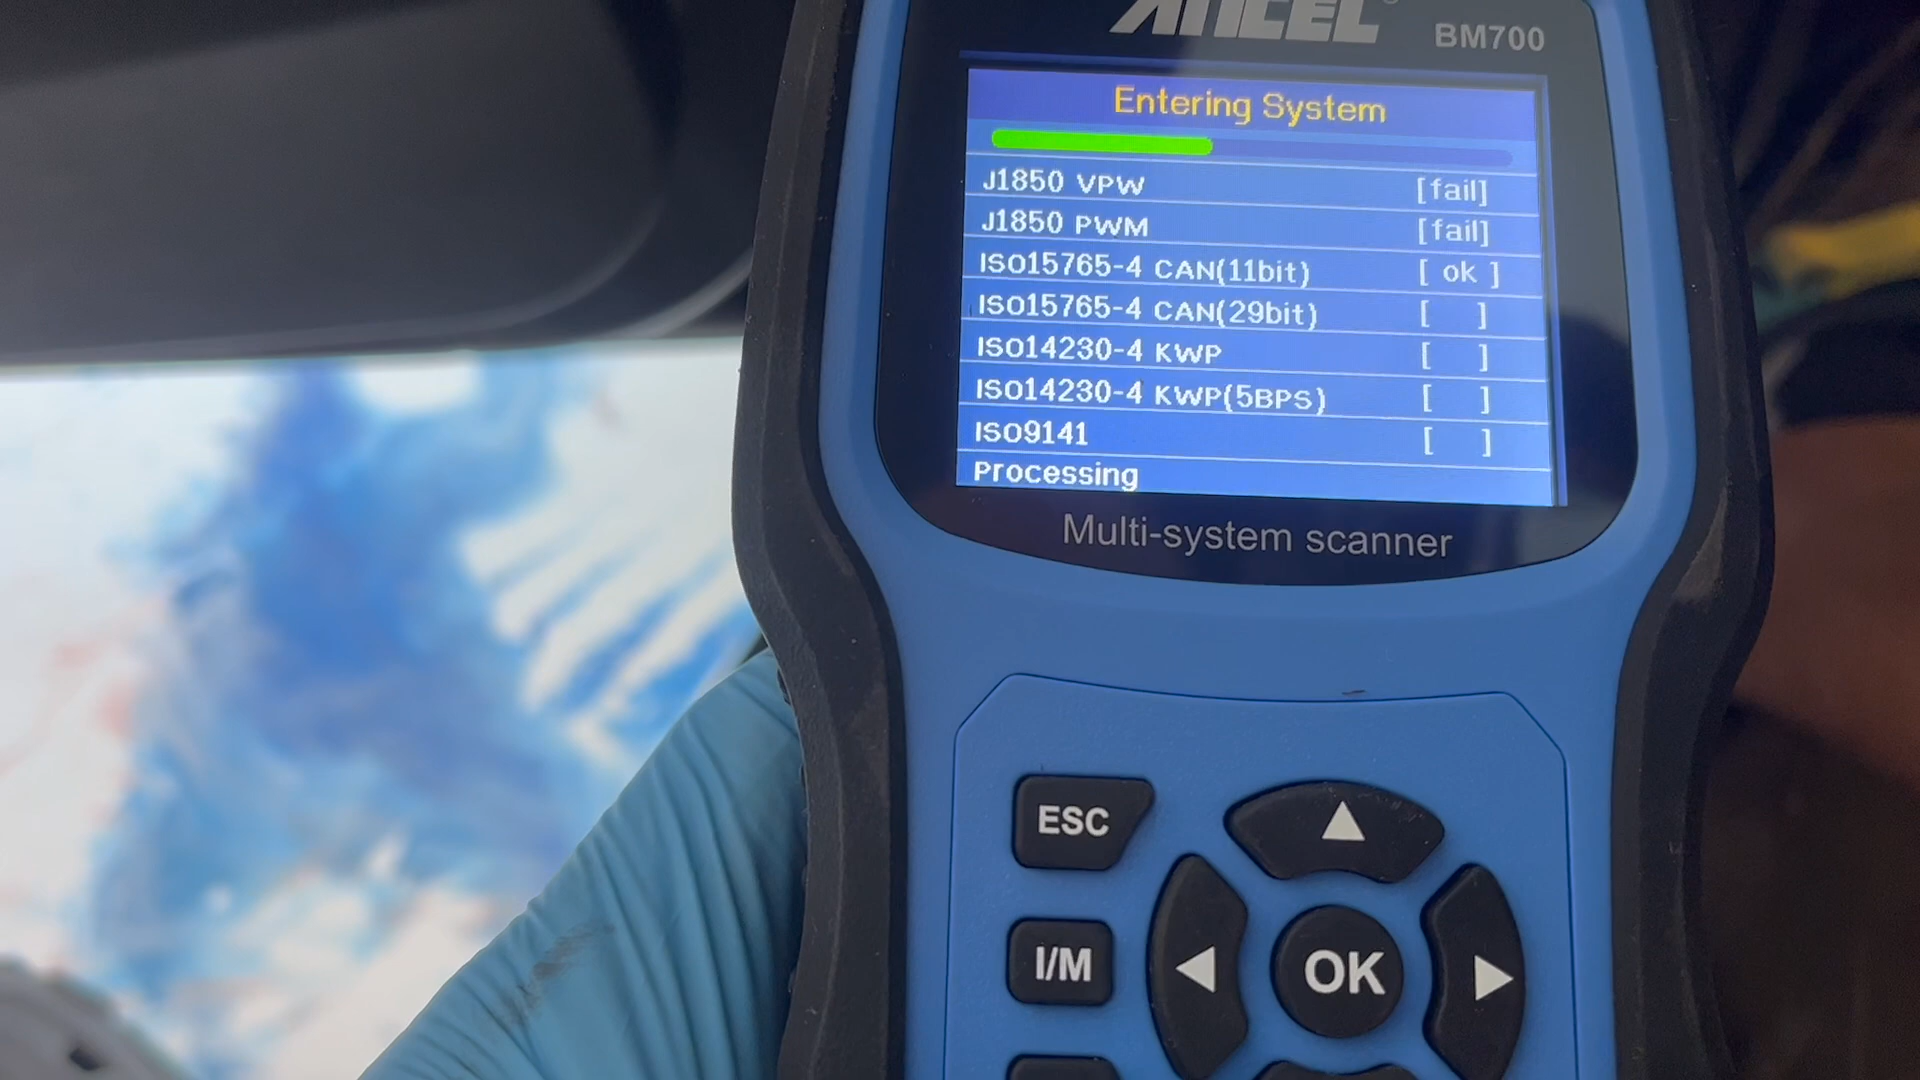 ANCEL BM700
Entering System
J1850 VPW [fail]
J1850 PWM [fail]
ISO15765-4 CAN(11bit) [ ok ]
ISO15765-4 CAN(29bit) [ ]
ISO14230-4 KWP [ ]
ISO14230-4 KWP(5BPS) [ ]
ISO9141 [ ]
Processing
Multi-system scanner
ESC
I/M
OK